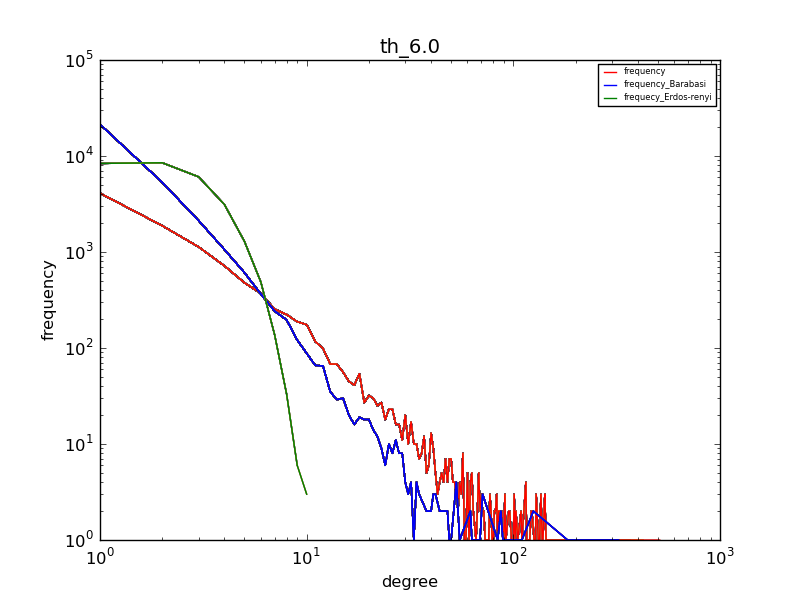 th_6.0
10^5
10^4
10^3
10^2
10^1
10^0
frequency
frequency
frequency_Barabasi
frequecy_Erdos-renyi
10^0
10^1
10^2
10^3
degree